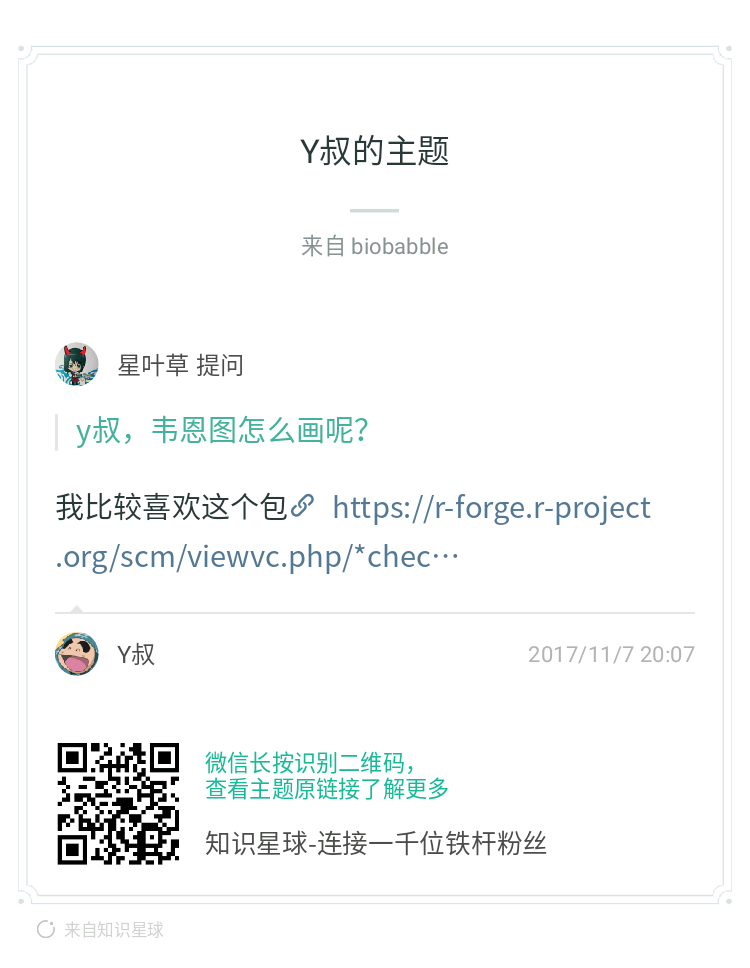 Y叔的主题
来自 biobabble
星叶草 提问
y叔，韦恩图怎么画呢？
我比较喜欢这个包 https://r-forge.r-project
.org/scm/viewvc.php/*chec…
Y叔
2017/11/7 20:07
微信长按识别二维码，
查看主题原链接了解更多
知识星球-连接一千位铁杆粉丝
来自知识星球